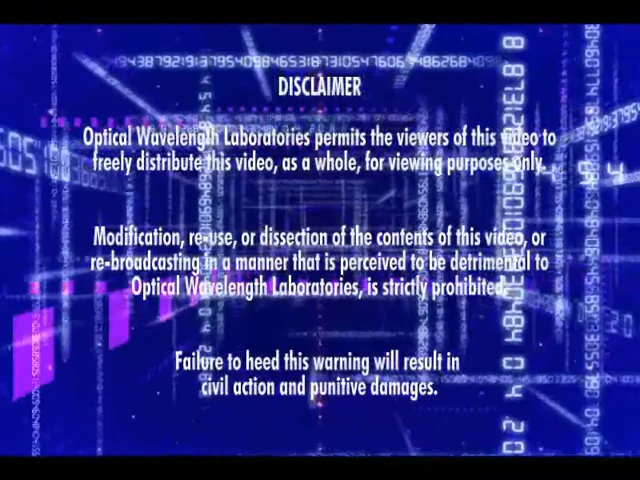 DISCLAIMER
Optical Wavelength Laboratories permits the viewers of this video to
freely distribute this video, as a whole, for viewing purposes only.
Modification, re-use, or dissection of the contents of this video, or
re-broadcasting in a manner that is perceived to be detrimental to
Optical Wavelength Laboratories, is strictly prohibited.
Failure to heed this warning will result in
civil action and punitive damages.